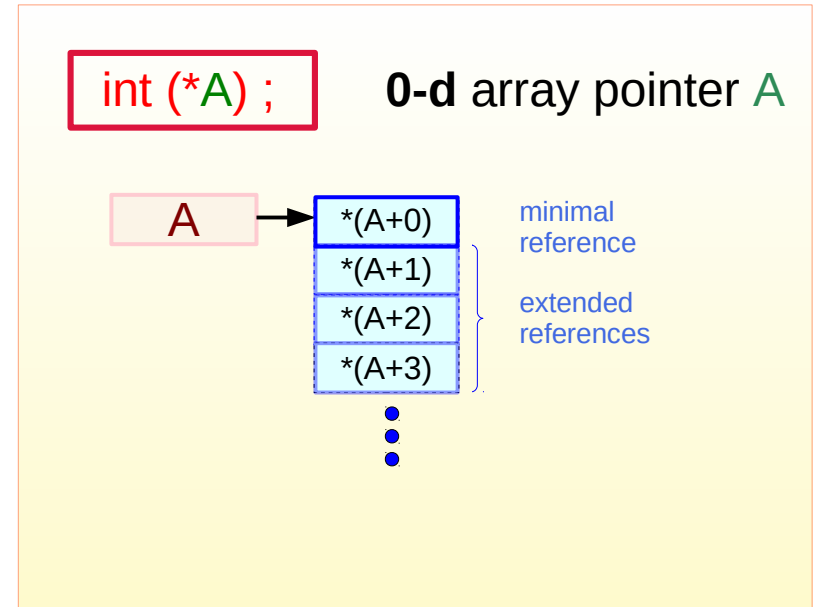 int (*A) ;
0-d array pointer A
A
*(A+0)
minimal
reference
*(A+1)
*(A+2)
*(A+3)
extended
references